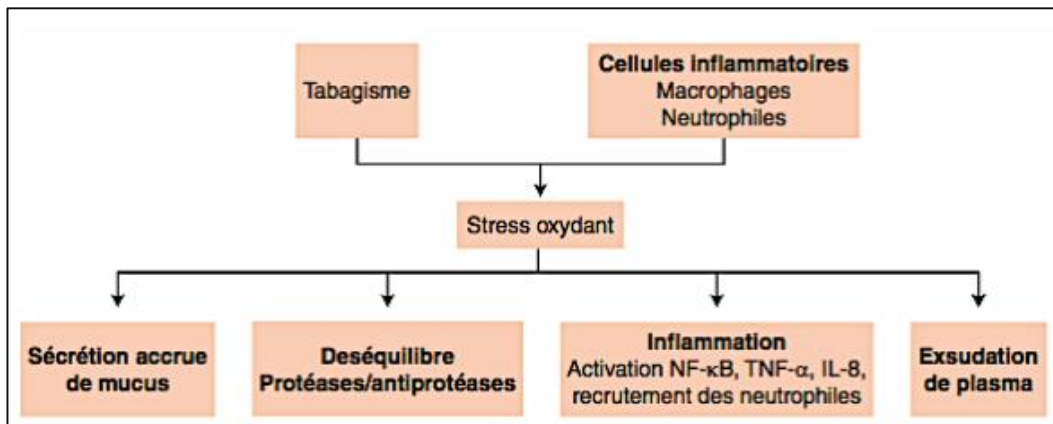 Tabagisme
Cellules inflammatoires
Macrophages
Neutrophiles
Stress oxydant
Sécrétion accrue
de mucus
Deséquilibre
Protéases/antiprotéases
Inflammation
Activation NF-κB, TNF-α, IL-8,
recrutement des neutrophiles
Exsudation
de plasma